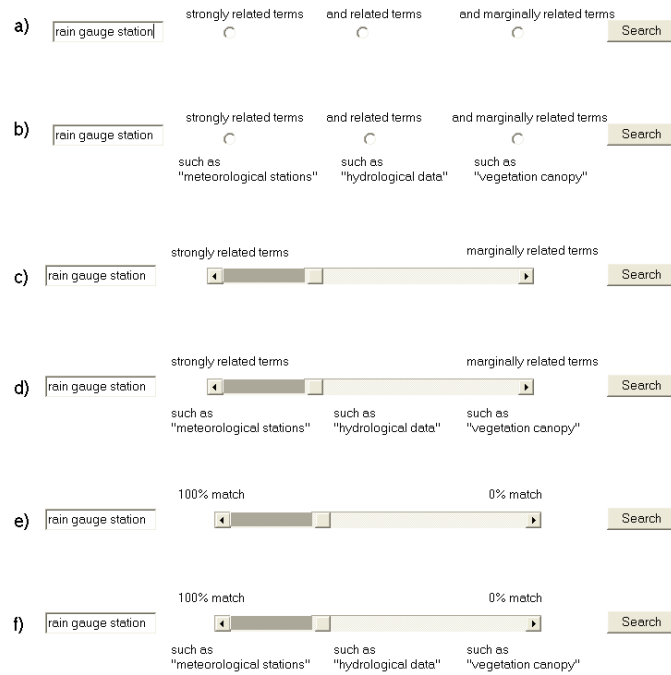 strongly related terms and related terms and marginally related terms
a) rain gauge station Search
strongly related terms and related terms and marginally related terms
b) rain gauge station Search
such as such as such as
"meteorological stations" "hydrological data" "vegetation canopy"
strongly related terms marginally related terms
c) rain gauge station Search
strongly related terms marginally related terms
d) rain gauge station Search
such as such as such as
"meteorological stations" "hydrological data" "vegetation canopy"
100% match 0% match
e) rain gauge station Search
100% match 0% match
f) rain gauge station Search
such as such as such as
"meteorological stations" "hydrological data" "vegetation canopy"